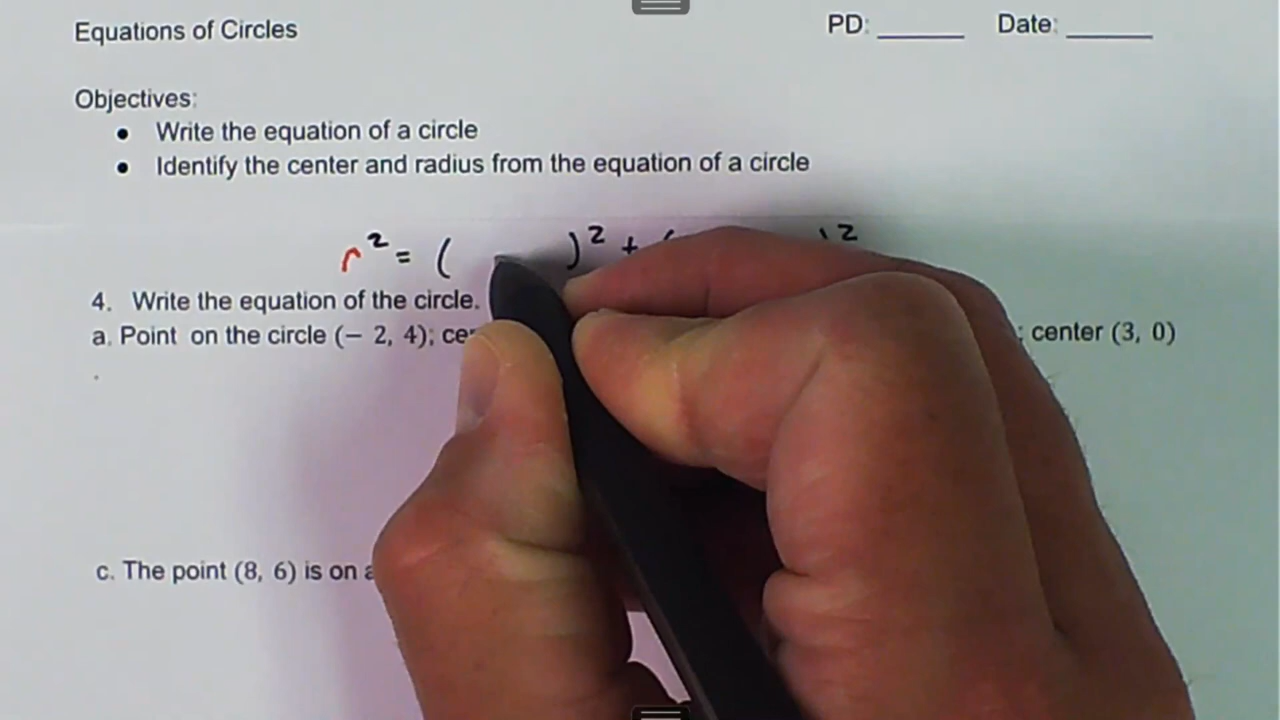 Equations of Circles PD: ______ Date: ______
Objectives:
● Write the equation of a circle
● Identify the center and radius from the equation of a circle
r² = ( )² + ( )²
4. Write the equation of the circle.
a. Point on the circle (− 2, 4); ; center (3, 0)
c. The point (8, 6) is on